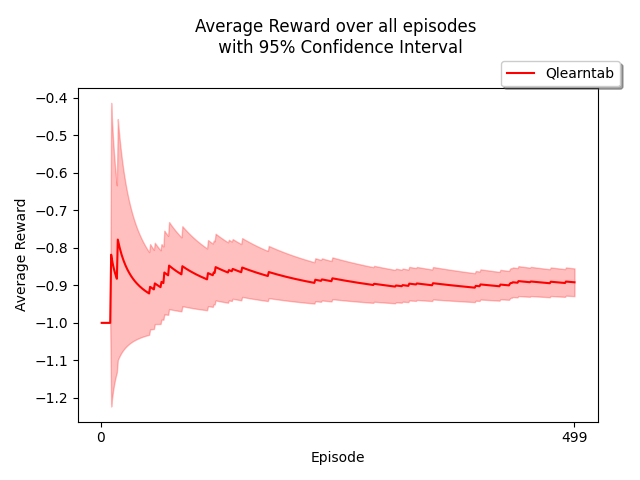 Average Reward over all episodes
with 95% Confidence Interval
Qlearntab
−0.4
−0.5
−0.6
−0.7
−0.8
−0.9
−1.0
−1.1
−1.2
Average Reward
0
499
Episode